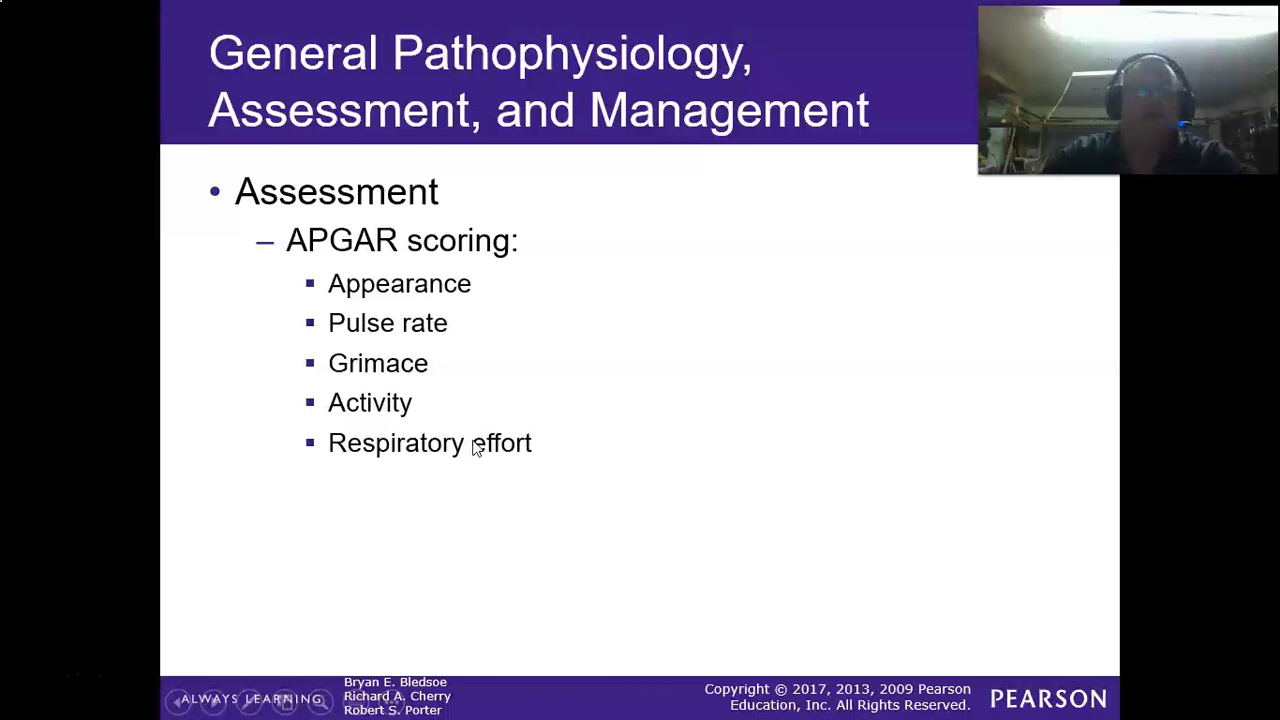 General Pathophysiology,
Assessment, and Management
• Assessment
– APGAR scoring:
▪ Appearance
▪ Pulse rate
▪ Grimace
▪ Activity
▪ Respiratory effort
ALWAYS LEARNING
Bryan E. Bledsoe
Richard A. Cherry
Robert S. Porter
Copyright © 2017, 2013, 2009 Pearson
Education, Inc. All Rights Reserved.
PEARSON